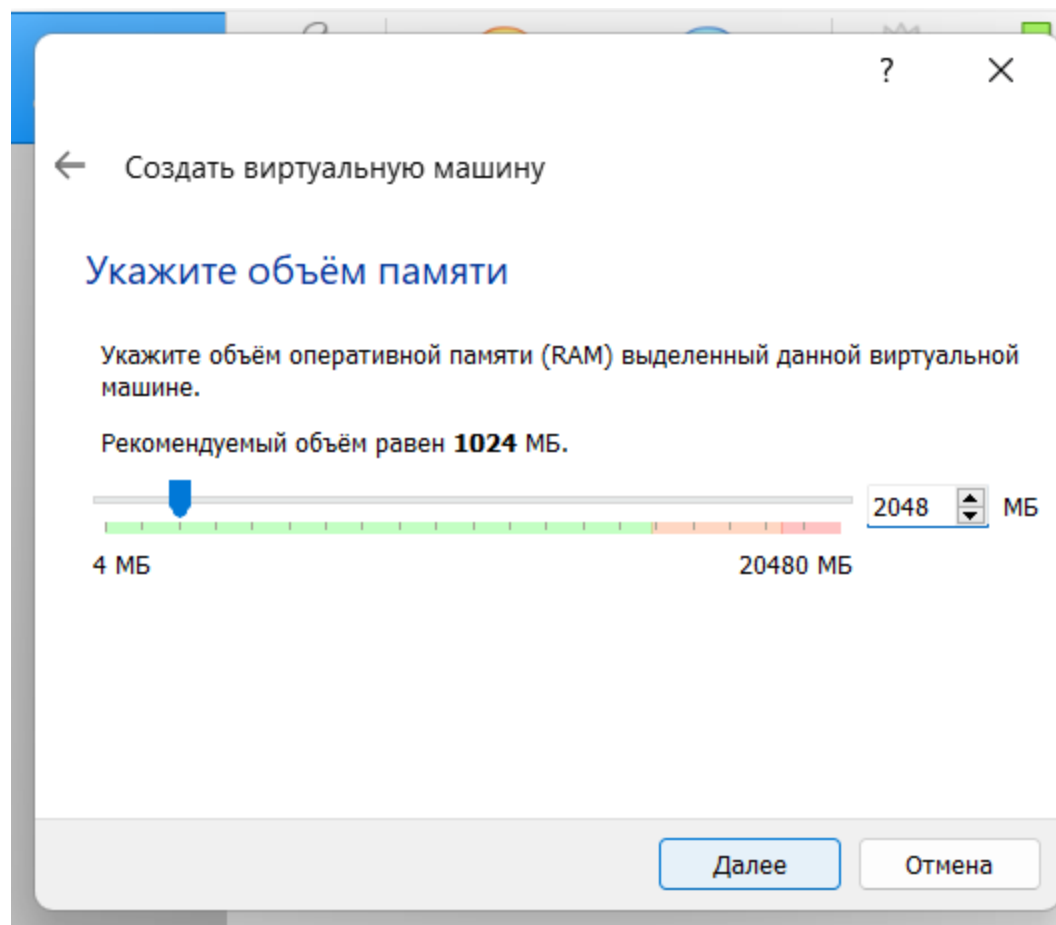 ?
Создать виртуальную машину
Укажите объём памяти
Укажите объём оперативной памяти (RAM) выделенный данной виртуальной
машине.
Рекомендуемый объём равен 1024 МБ.
2048 МБ
4 МБ 20480 МБ
Далее Отмена